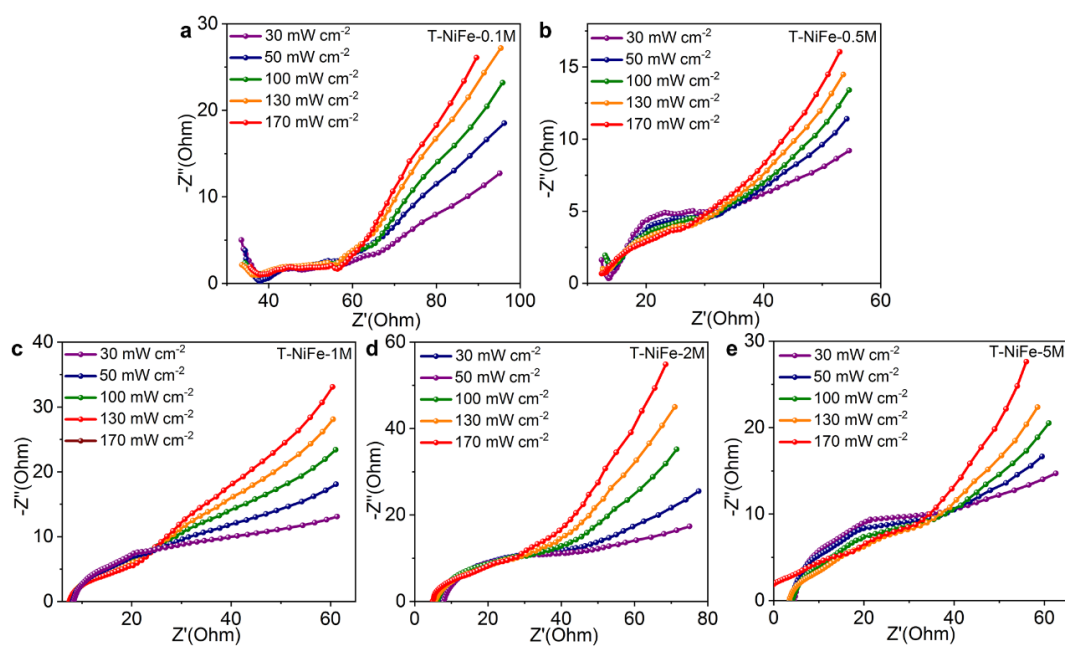 a
T-NiFe-0.1M
30 mW cm⁻²
50 mW cm⁻²
100 mW cm⁻²
130 mW cm⁻²
170 mW cm⁻²
-Z''(Ohm)
30
20
10
0
40
60
80
100
Z'(Ohm)
b
T-NiFe-0.5M
30 mW cm⁻²
50 mW cm⁻²
100 mW cm⁻²
130 mW cm⁻²
170 mW cm⁻²
-Z''(Ohm)
15
10
5
0
20
40
60
Z'(Ohm)
c
T-NiFe-1M
30 mW cm⁻²
50 mW cm⁻²
100 mW cm⁻²
130 mW cm⁻²
170 mW cm⁻²
-Z''(Ohm)
40
30
20
10
0
20
40
60
80
Z'(Ohm)
d
T-NiFe-2M
30 mW cm⁻²
50 mW cm⁻²
100 mW cm⁻²
130 mW cm⁻²
170 mW cm⁻²
-Z''(Ohm)
60
40
20
0
0
20
40
60
80
Z'(Ohm)
e
T-NiFe-5M
30 mW cm⁻²
50 mW cm⁻²
100 mW cm⁻²
130 mW cm⁻²
170 mW cm⁻²
-Z''(Ohm)
30
20
10
0
0
20
40
60
Z'(Ohm)